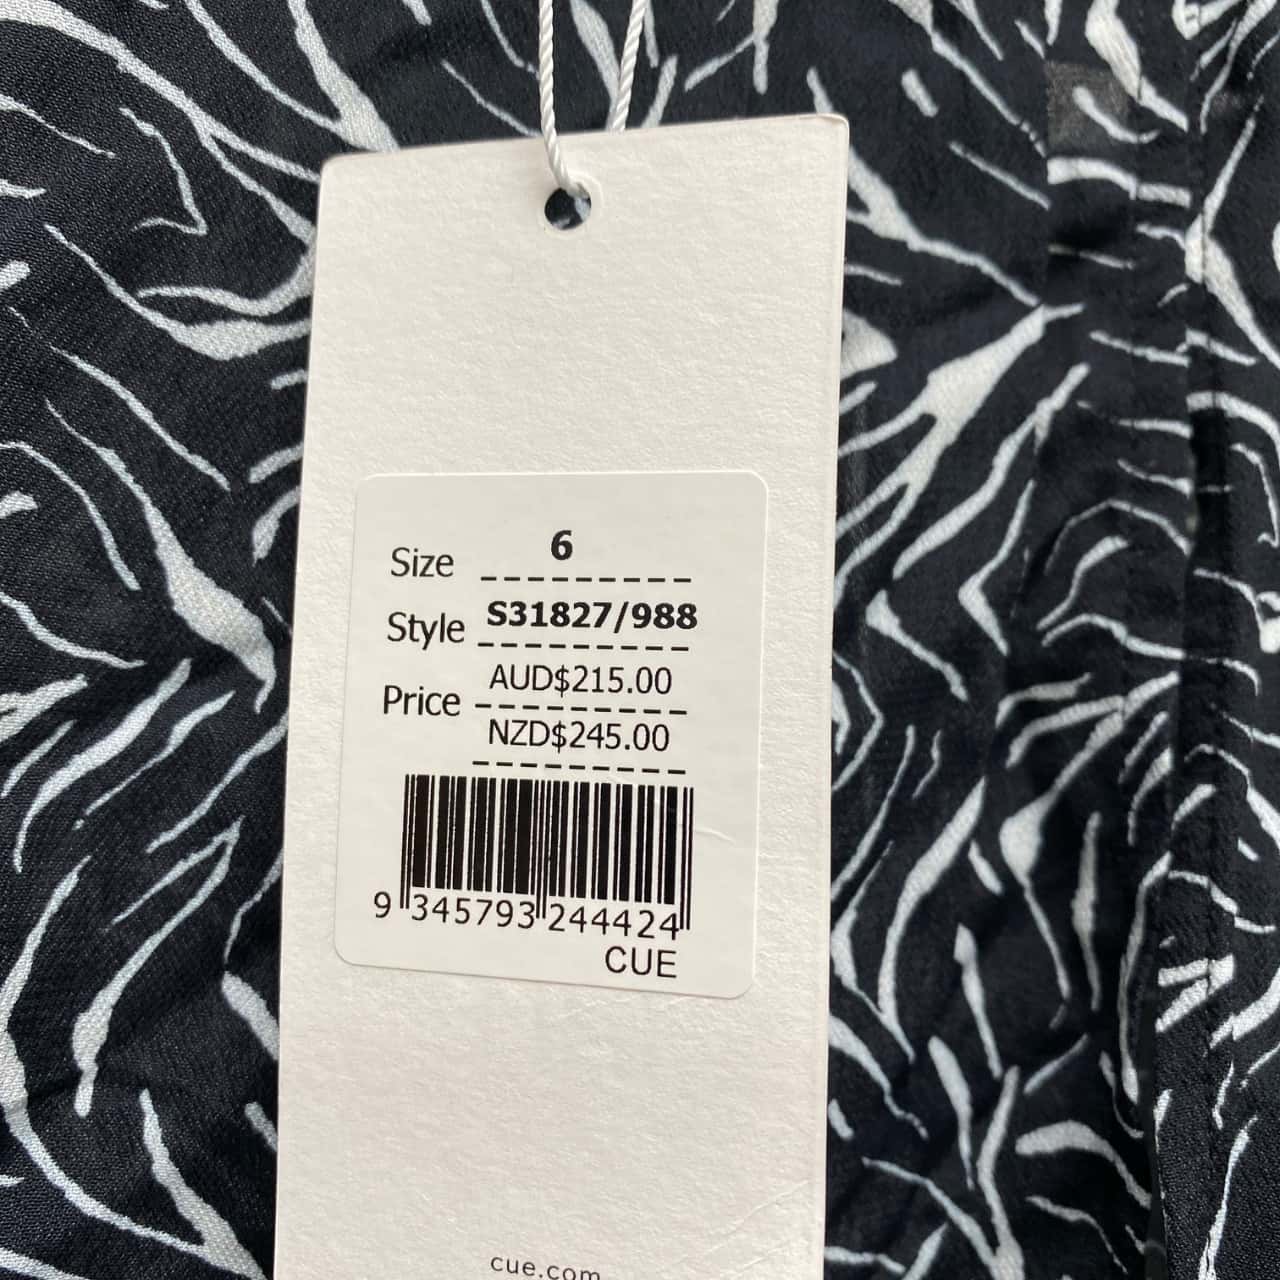 Size 6
Style S31827/988
Price AUD$215.00
NZD$245.00
9 345793 244424
CUE
cue.com